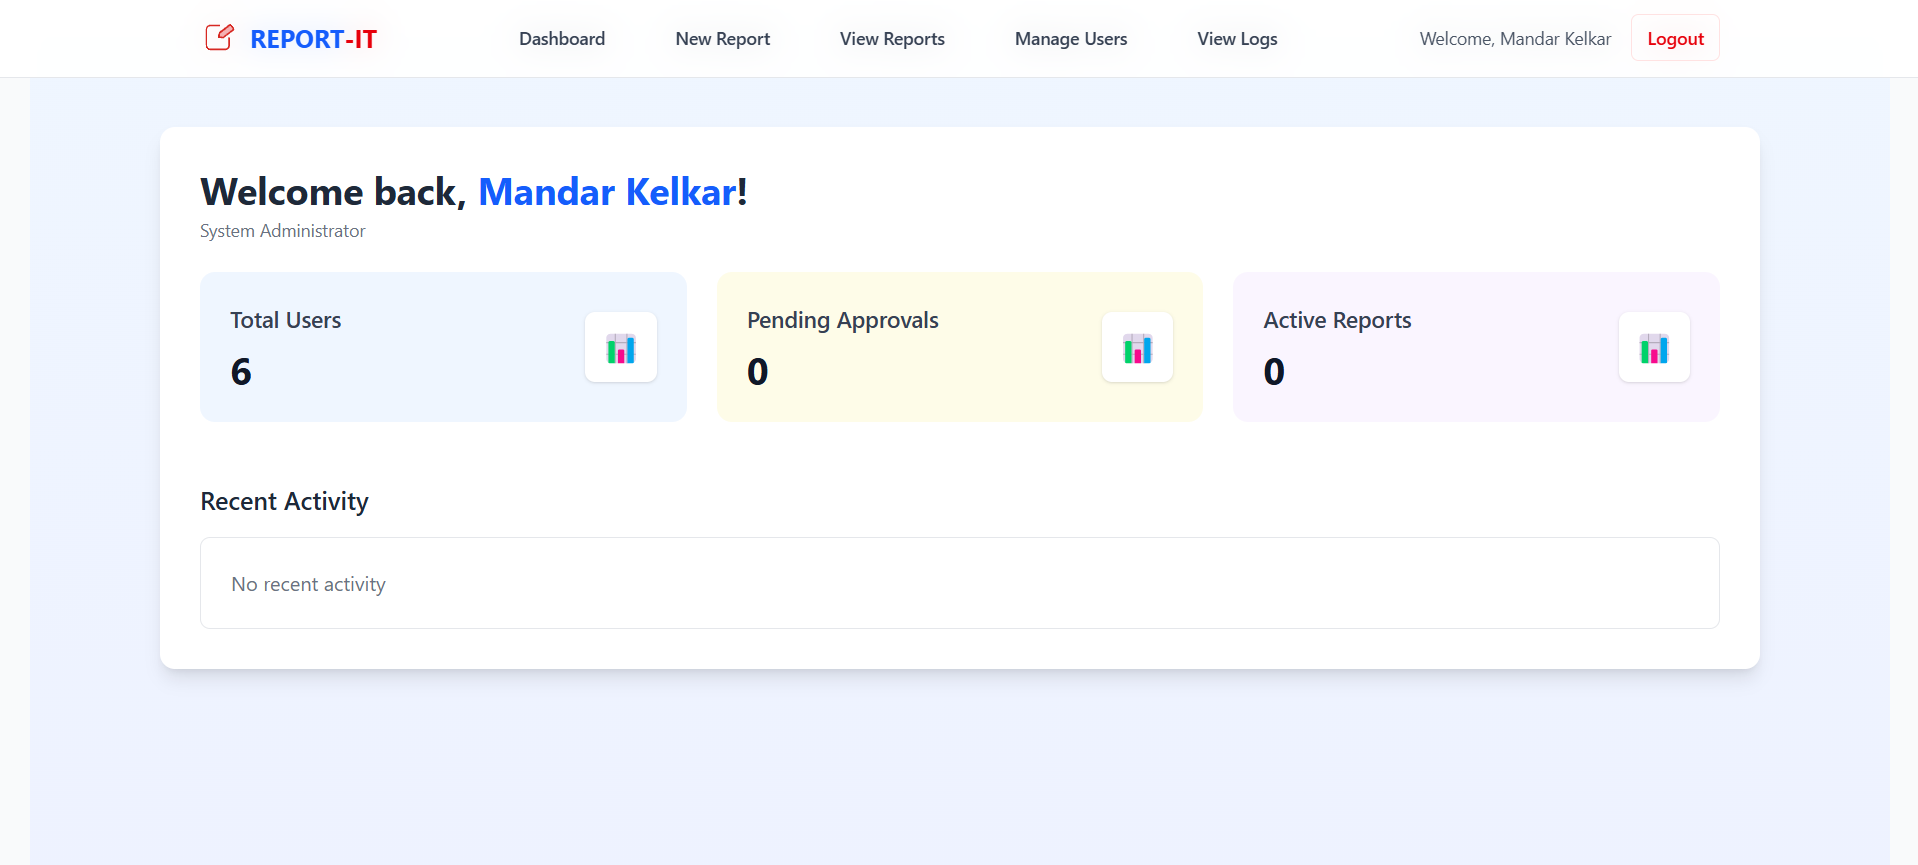 REPORT-IT
Dashboard
New Report
View Reports
Manage Users
View Logs
Welcome, Mandar Kelkar
Logout
Welcome back, Mandar Kelkar!
System Administrator
Total Users
6
Pending Approvals
0
Active Reports
0
Recent Activity
No recent activity